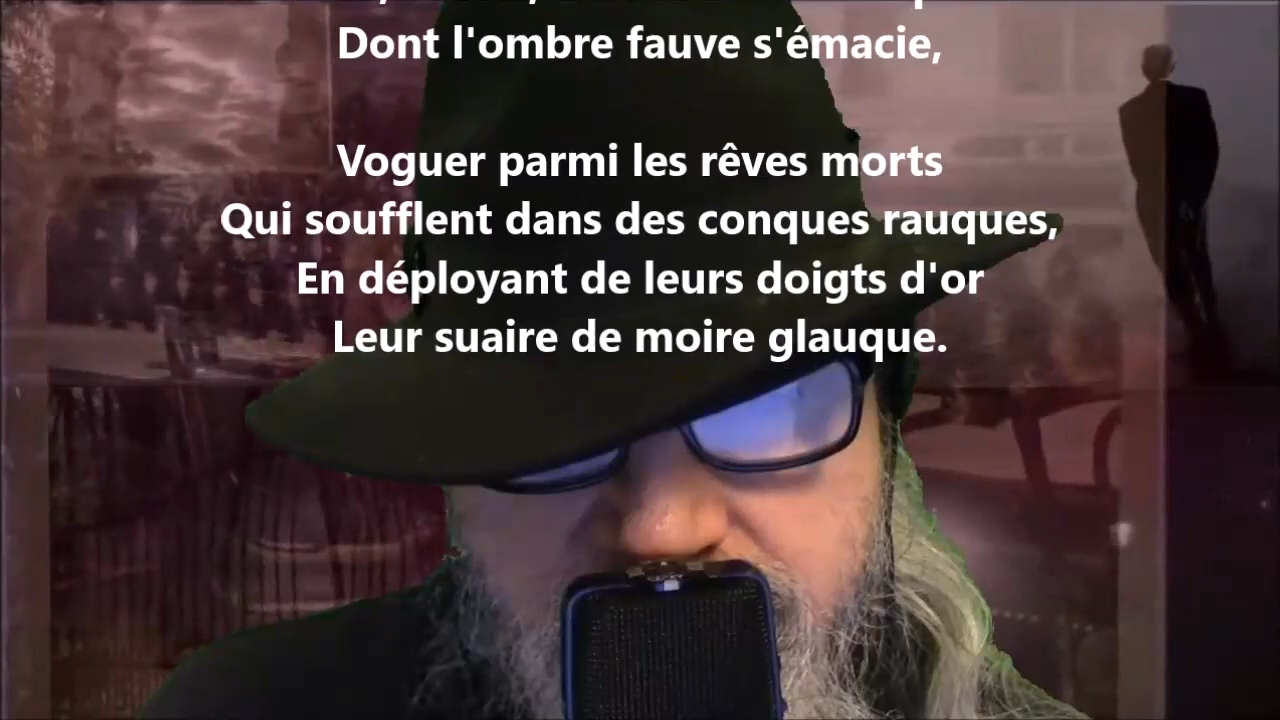 Dont l'ombre fauve s'émacie,
Voguer parmi les rêves morts
Qui soufflent dans des conques rauques,
En déployant de leurs doigts d'or
Leur suaire de moire glauque.